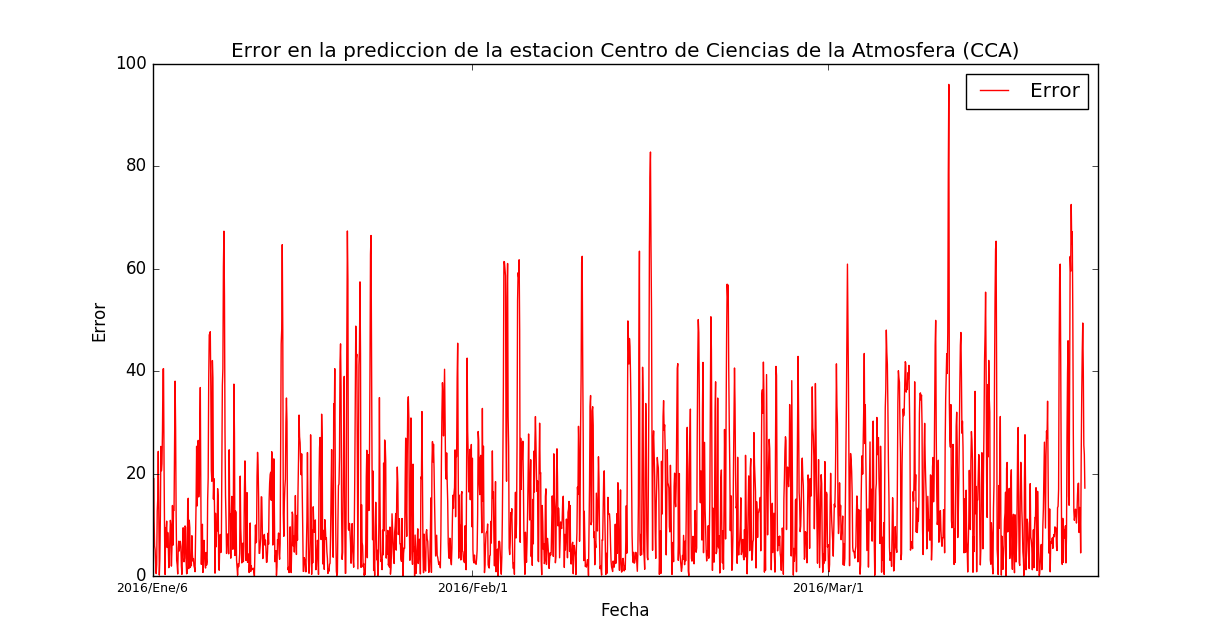 Error en la prediccion de la estacion Centro de Ciencias de la Atmosfera (CCA)
100
80
60
40
20
0
Error
Error
2016/Ene/6
2016/Feb/1
2016/Mar/1
Fecha